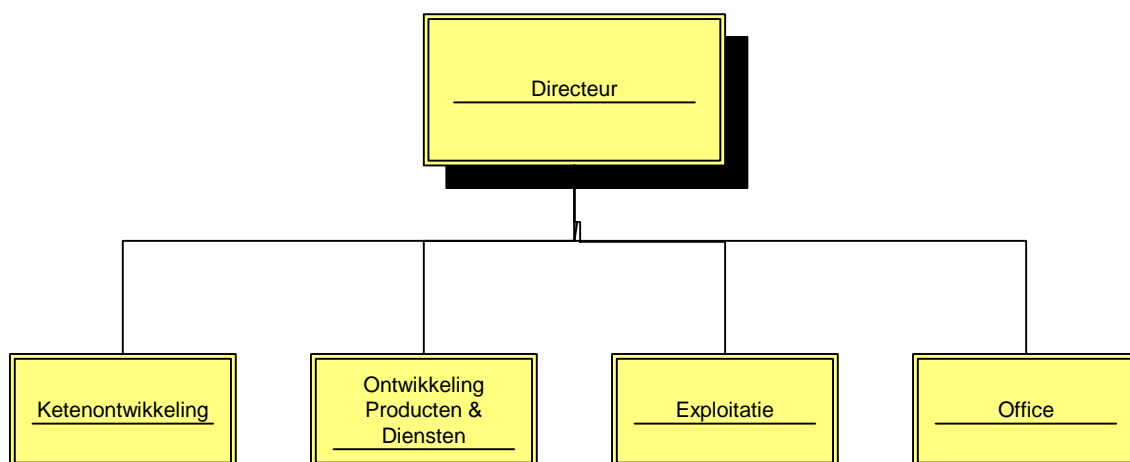 Directeur
Ketenontwikkeling
Ontwikkeling
Producten &
Diensten
Exploitatie
Office